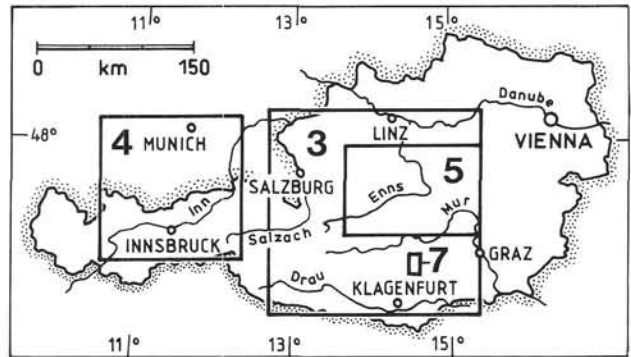 11° 13° 15°
0 150
km
Danube
48°
4 MUNICH
3
LINZ
VIENNA
SALZBURG
5
Inn
Enns
Mur
INNSBRUCK
Salzach
GRAZ
7
Drau
KLAGENFURT
11° 13° 15°